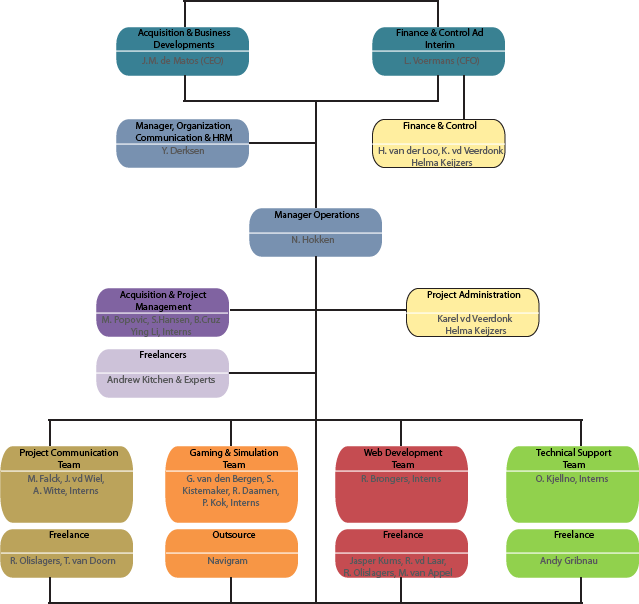 Acquisition & Business
Developments
J.M. de Matos (CEO)
Finance & Control Ad
Interim
L. Voermans (CFO)
Manager, Organization,
Communication & HRM
Y. Derksen
Finance & Control
H. van der Loo, K. vd Veerdonk
Helma Keijzers
Manager Operations
N. Hokken
Acquisition & Project
Management
M. Popovic, S.Hansen, B.Cruz
Ying Li, Interns
Project Administration
Karel vd Veerdonk
Helma Keijzers
Freelancers
Andrew Kitchen & Experts
Project Communication
Team
M. Falck, J. vd Wiel,
A. Witte, Interns
Gaming & Simulation
Team
G. van den Bergen, S.
Kistemaker, R. Daamen,
P. Kok, Interns
Web Development
Team
R. Brongers, Interns
Technical Support
Team
O. Kjellno, Interns
Freelance
R. Olislagers, T. van Doorn
Outsource
Navigram
Freelance
Jasper Kums, R. vd Laar,
R. Olislagers, M. van Appel
Freelance
Andy Gribnau